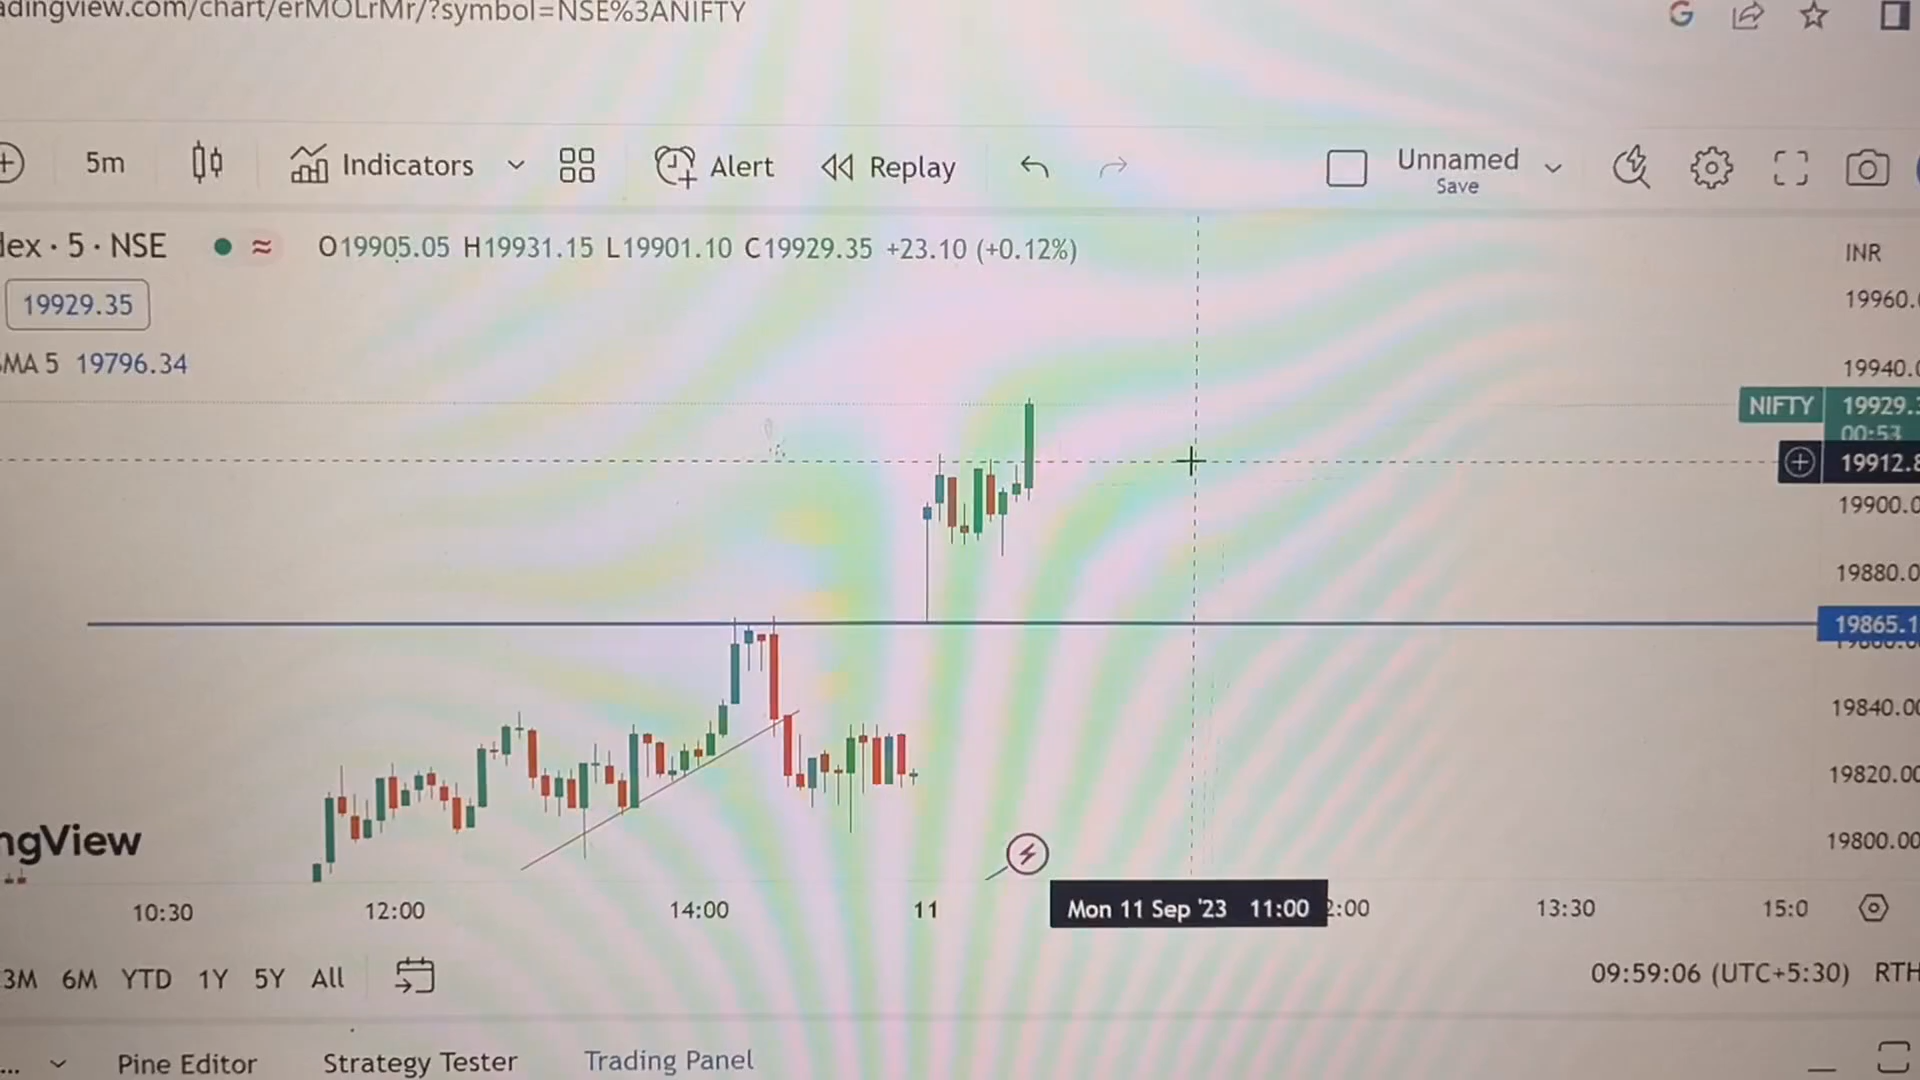 adingview.com/chart/erMOLrMr/?symbol=NSE%3ANIFTY
5m Indicators Alert Replay Unnamed
Save
dex · 5 · NSE O19905.05 H19931.15 L19901.10 C19929.35 +23.10 (+0.12%)
INR
19929.35
19960.0
SMA 5 19796.34
19940.0
NIFTY 19929.3
00:53
19912.8
19900.0
19880.0
19865.1
19840.00
19820.00
ngView
19800.00
10:30 12:00 14:00 11 Mon 11 Sep '23 11:00 2:00 13:30 15:0
3M 6M YTD 1Y 5Y All 09:59:06 (UTC+5:30) RTH
... Pine Editor Strategy Tester Trading Panel